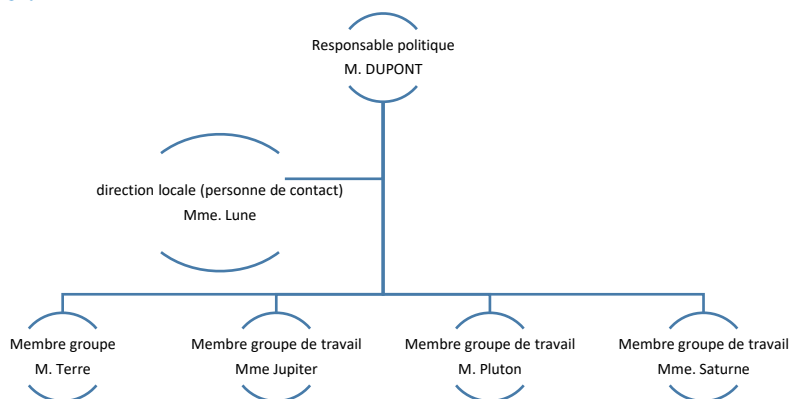 Responsable politique
M. DUPONT
direction locale (personne de contact)
Mme. Lune
Membre groupe
M. Terre
Membre groupe de travail
Mme Jupiter
Membre groupe de travail
M. Pluton
Membre groupe de travail
Mme. Saturne